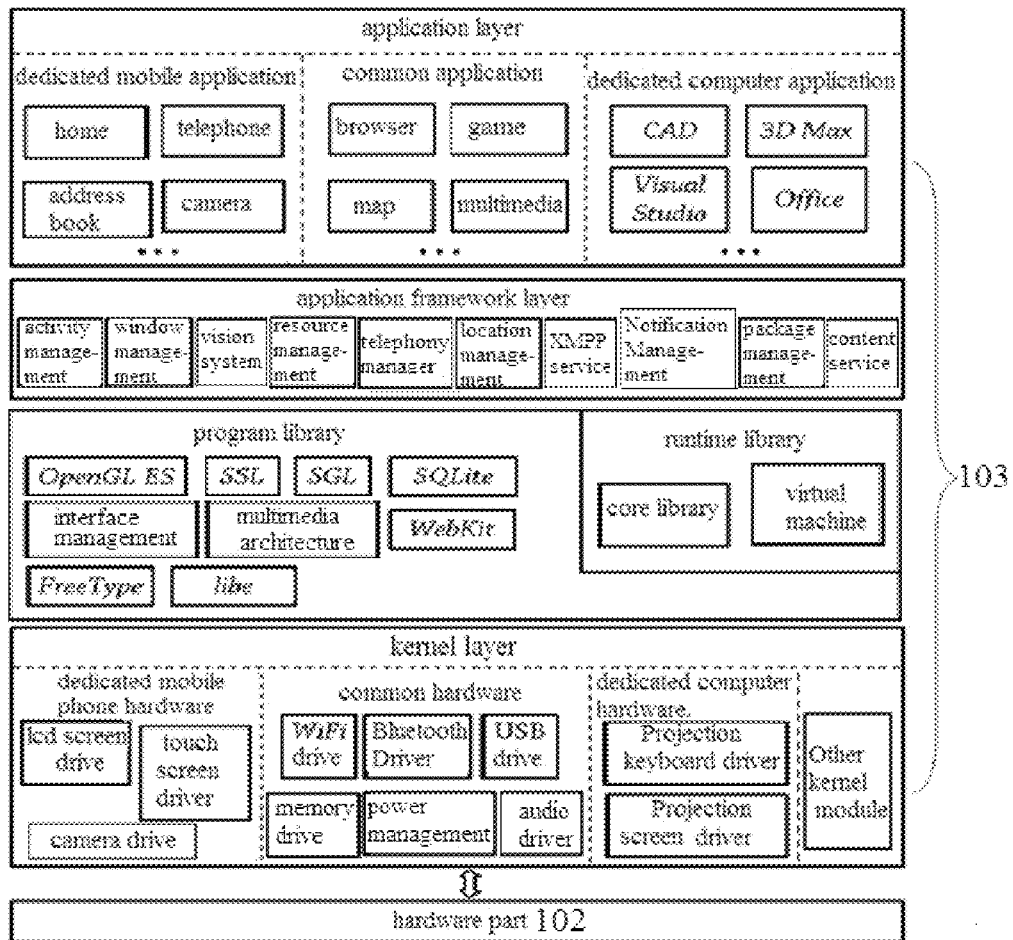 application layer
dedicated mobile application
common application
dedicated computer application
home
telephone
browser
game
CAD
3D Max
address
book
camera
map
multimedia
Visual
Studio
Office
• • •
• • •
• • •
application framework layer
activity
manage-
ment
window
manage-
ment
vision
system
resource
manage-
ment
telephony
manager
location
manage-
ment
XMPP
service
Notification
Manage-
ment
package
manage-
ment
content
service
program library
runtime library
OpenGL ES
SSL
SGL
SQLite
interface
management
multimedia
architecture
WebKit
FreeType
libe
core library
virtual
machine
103
kernel layer
dedicated mobile
phone hardware
common hardware
dedicated computer
hardware.
lcd screen
drive
touch
screen
driver
camera drive
WiFi
drive
Bluetooth
Driver
USB
drive
memory
drive
power
management
audio
driver
Projection
keyboard driver
Projection
screen driver
Other
kernel
module
hardware part 102